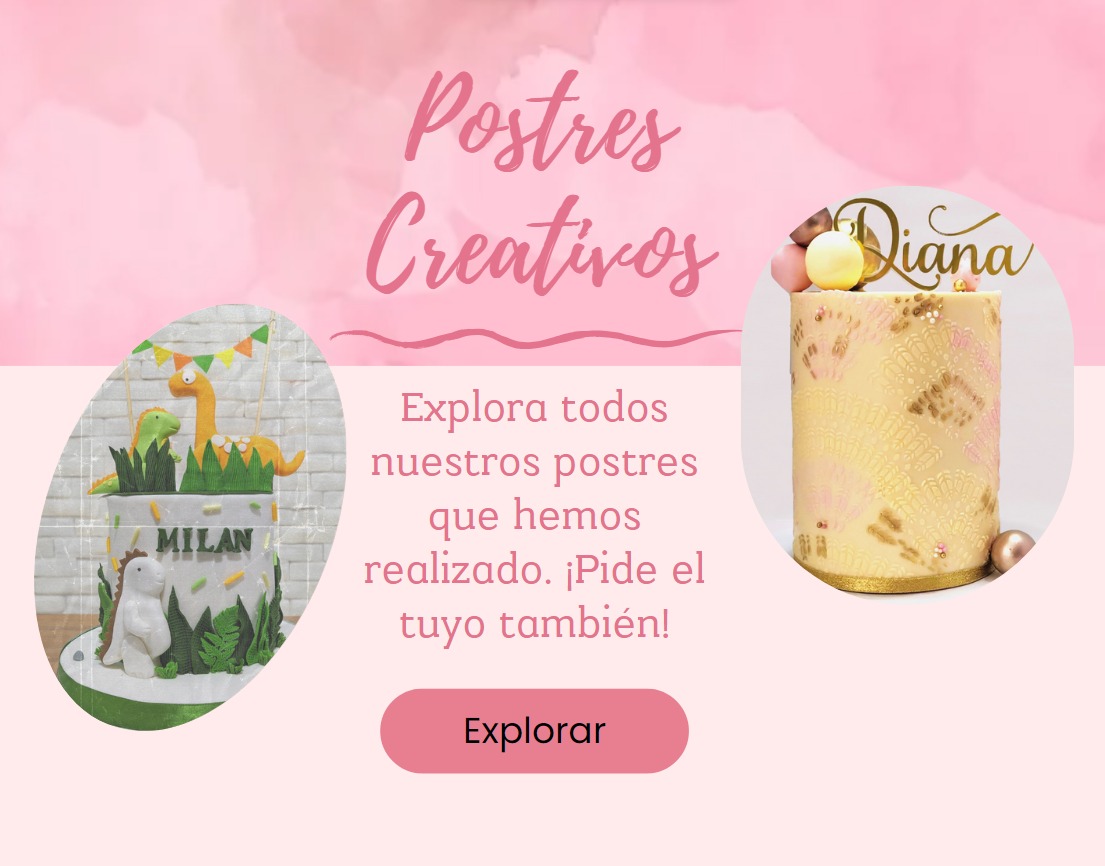 Postres
Creativos
Diana
MILAN
Explora todos
nuestros postres
que hemos
realizado. ¡Pide el
tuyo también!
Explorar